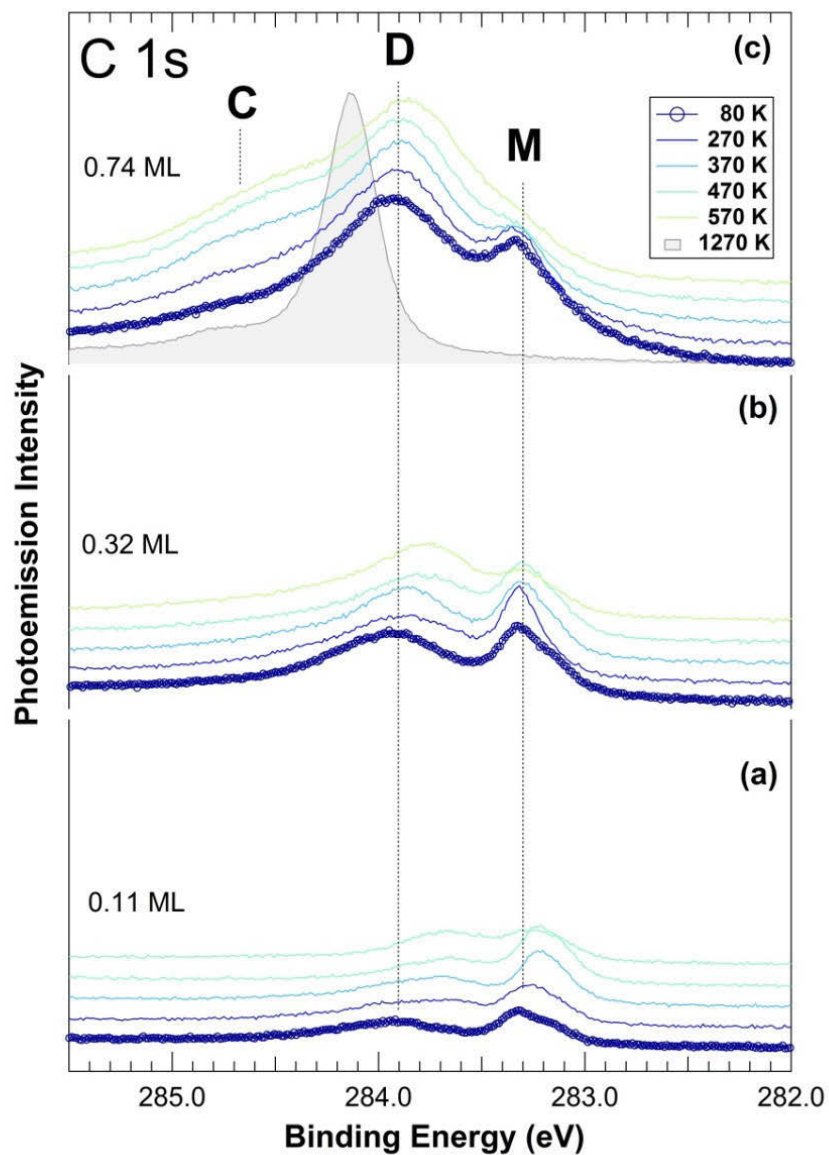 C 1s
D
(c)
C
80 K
270 K
370 K
470 K
570 K
1270 K
M
0.74 ML
(b)
0.32 ML
(a)
0.11 ML
Photoemission Intensity
285.0
284.0
283.0
282.0
Binding Energy (eV)